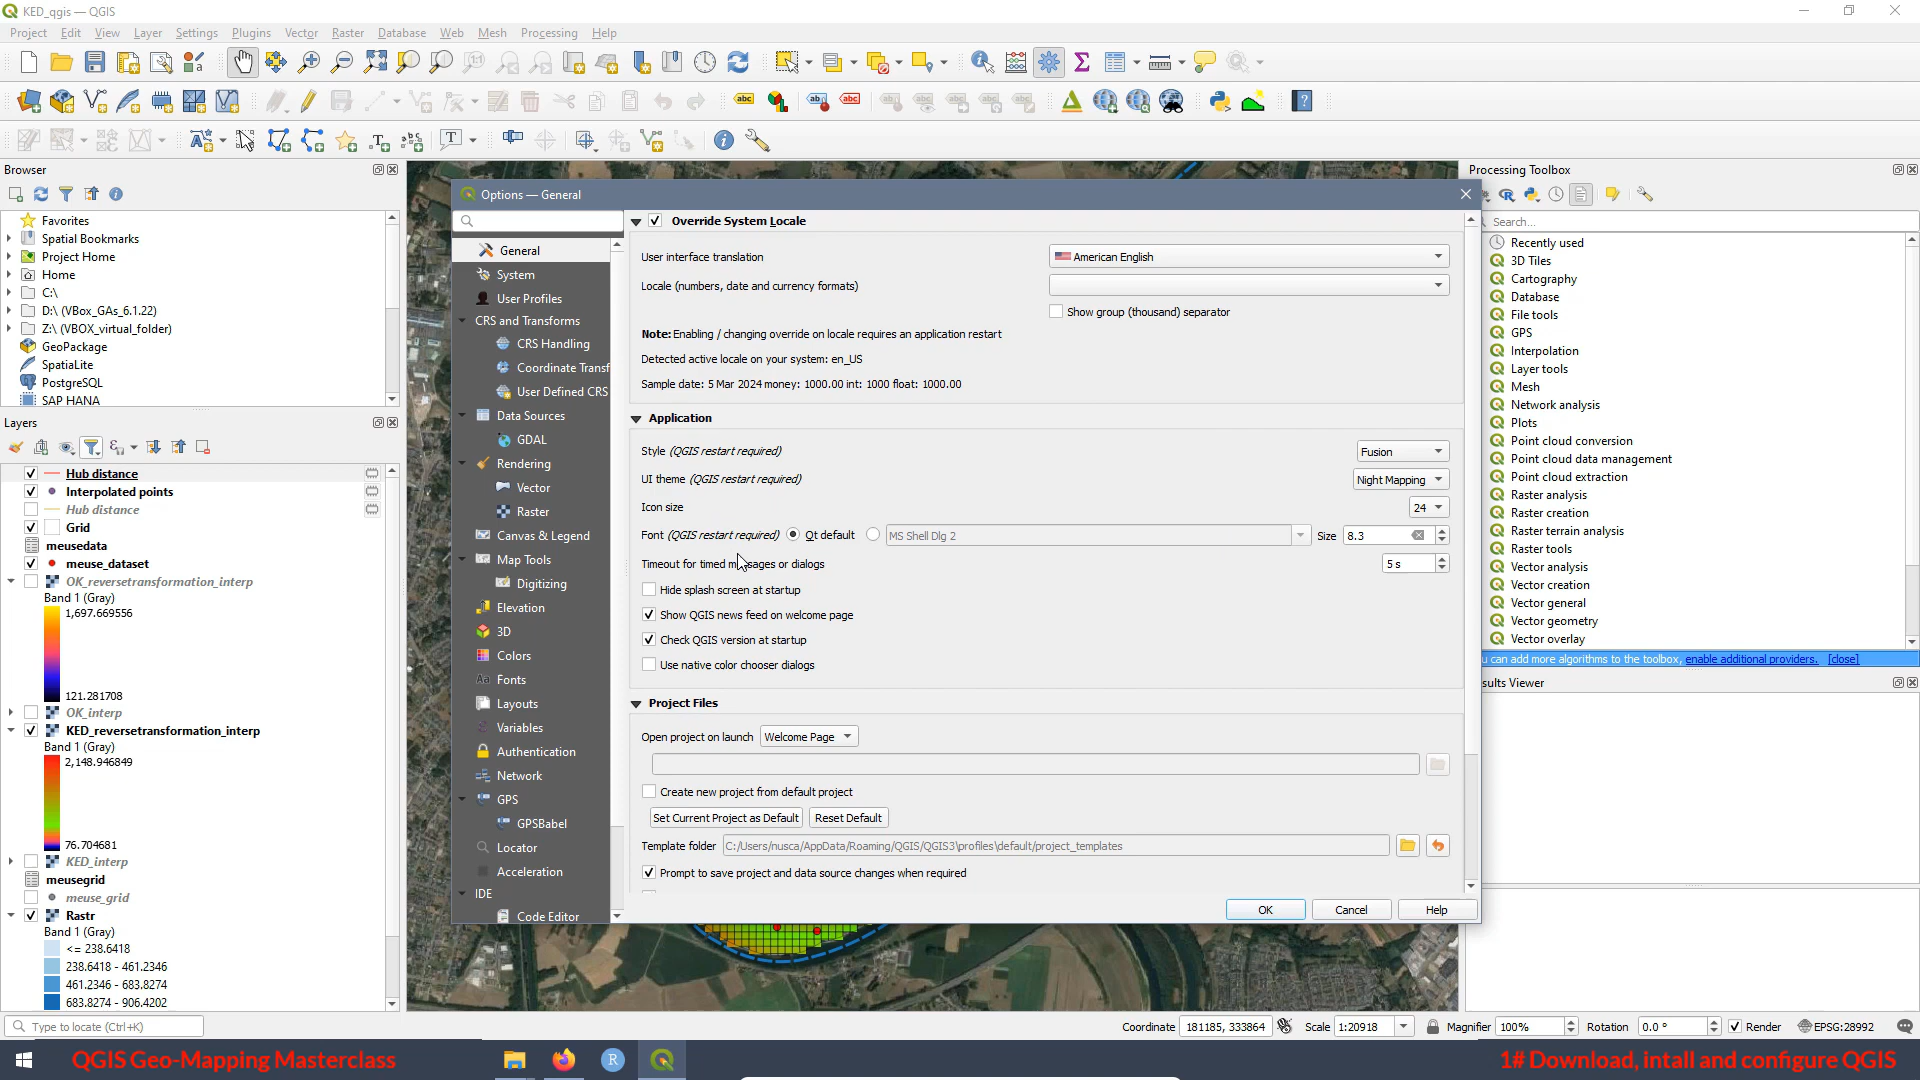 KED_qgis — QGIS
Project Edit View Layer Settings Plugins Vector Raster Database Web Mesh Processing Help
Browser
Favorites
Spatial Bookmarks
Project Home
Home
C:\
D:\ (VBox_GAs_6.1.22)
Z:\ (VBOX_virtual_folder)
GeoPackage
SpatiaLite
PostgreSQL
SAP HANA
Layers
Hub distance
Interpolated points
Hub distance
Grid
meusedata
meuse_dataset
OK_reversetransformation_interp
Band 1 (Gray)
1,697.669556
121.281708
OK_interp
KED_reversetransformation_interp
Band 1 (Gray)
2,148.946849
76.704681
KED_interp
meusegrid
meuse_grid
Rastr
Band 1 (Gray)
<= 238.6418
238.6418 - 461.2346
461.2346 - 683.8274
683.8274 - 906.4202
Options — General
General
System
User Profiles
CRS and Transforms
CRS Handling
Coordinate Transf
User Defined CRS
Data Sources
GDAL
Rendering
Vector
Raster
Canvas & Legend
Map Tools
Digitizing
Elevation
3D
Colors
Fonts
Layouts
Variables
Authentication
Network
GPS
GPSBabel
Locator
Acceleration
IDE
Code Editor
Override System Locale
User interface translation American English
Locale (numbers, date and currency formats)
Show group (thousand) separator
Note: Enabling / changing override on locale requires an application restart
Detected active locale on your system: en_US
Sample date: 5 Mar 2024 money: 1000.00 int: 1000 float: 1000.00
Application
Style (QGIS restart required) Fusion
UI theme (QGIS restart required) Night Mapping
Icon size 24
Font (QGIS restart required) Qt default MS Shell Dlg 2 Size 8.3
Timeout for timed messages or dialogs 5 s
Hide splash screen at startup
Show QGIS news feed on welcome page
Check QGIS version at startup
Use native color chooser dialogs
Project Files
Open project on launch Welcome Page
Create new project from default project
Set Current Project as Default Reset Default
Template folder C:/Users/nusca/AppData/Roaming/QGIS/QGIS3\profiles\default/project_templates
Prompt to save project and data source changes when required
OK Cancel Help
Processing Toolbox
Search...
Recently used
3D Tiles
Cartography
Database
File tools
GPS
Interpolation
Layer tools
Mesh
Network analysis
Plots
Point cloud conversion
Point cloud data management
Point cloud extraction
Raster analysis
Raster creation
Raster terrain analysis
Raster tools
Vector analysis
Vector creation
Vector general
Vector geometry
Vector overlay
u can add more algorithms to the toolbox, enable additional providers. [close]
sults Viewer
Type to locate (Ctrl+K)
Coordinate 181185, 333864 Scale 1:20918 Magnifier 100% Rotation 0.0 ° Render EPSG:28992
QGIS Geo-Mapping Masterclass
1# Download, intall and configure QGIS